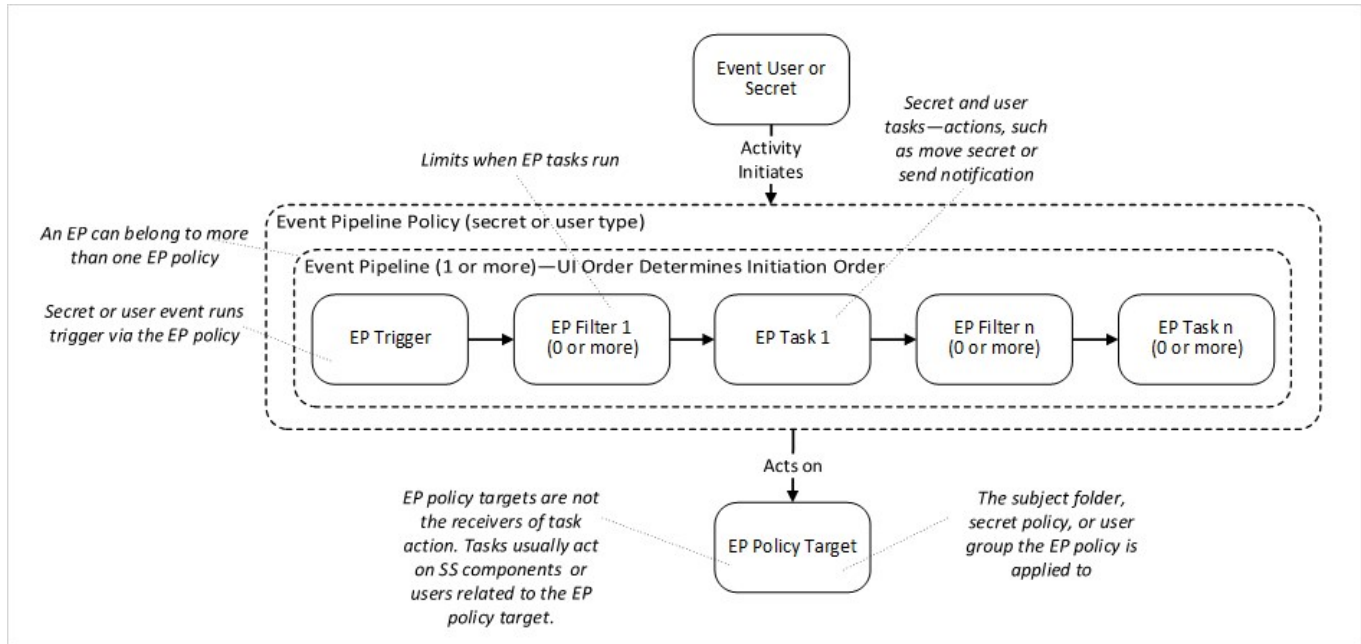 Event User or
Secret
Secret and user
tasks—actions, such
as move secret or
send notification
Activity
Initiates
Limits when EP tasks run
Event Pipeline Policy (secret or user type)
An EP can belong to more
than one EP policy
Event Pipeline (1 or more)—UI Order Determines Initiation Order
Secret or user event runs
trigger via the EP policy
EP Trigger
EP Filter 1
(0 or more)
EP Task 1
EP Filter n
(0 or more)
EP Task n
(0 or more)
Acts on
EP policy targets are not
the receivers of task
action. Tasks usually act
on SS components or
users related to the EP
policy target.
EP Policy Target
The subject folder,
secret policy, or user
group the EP policy is
applied to